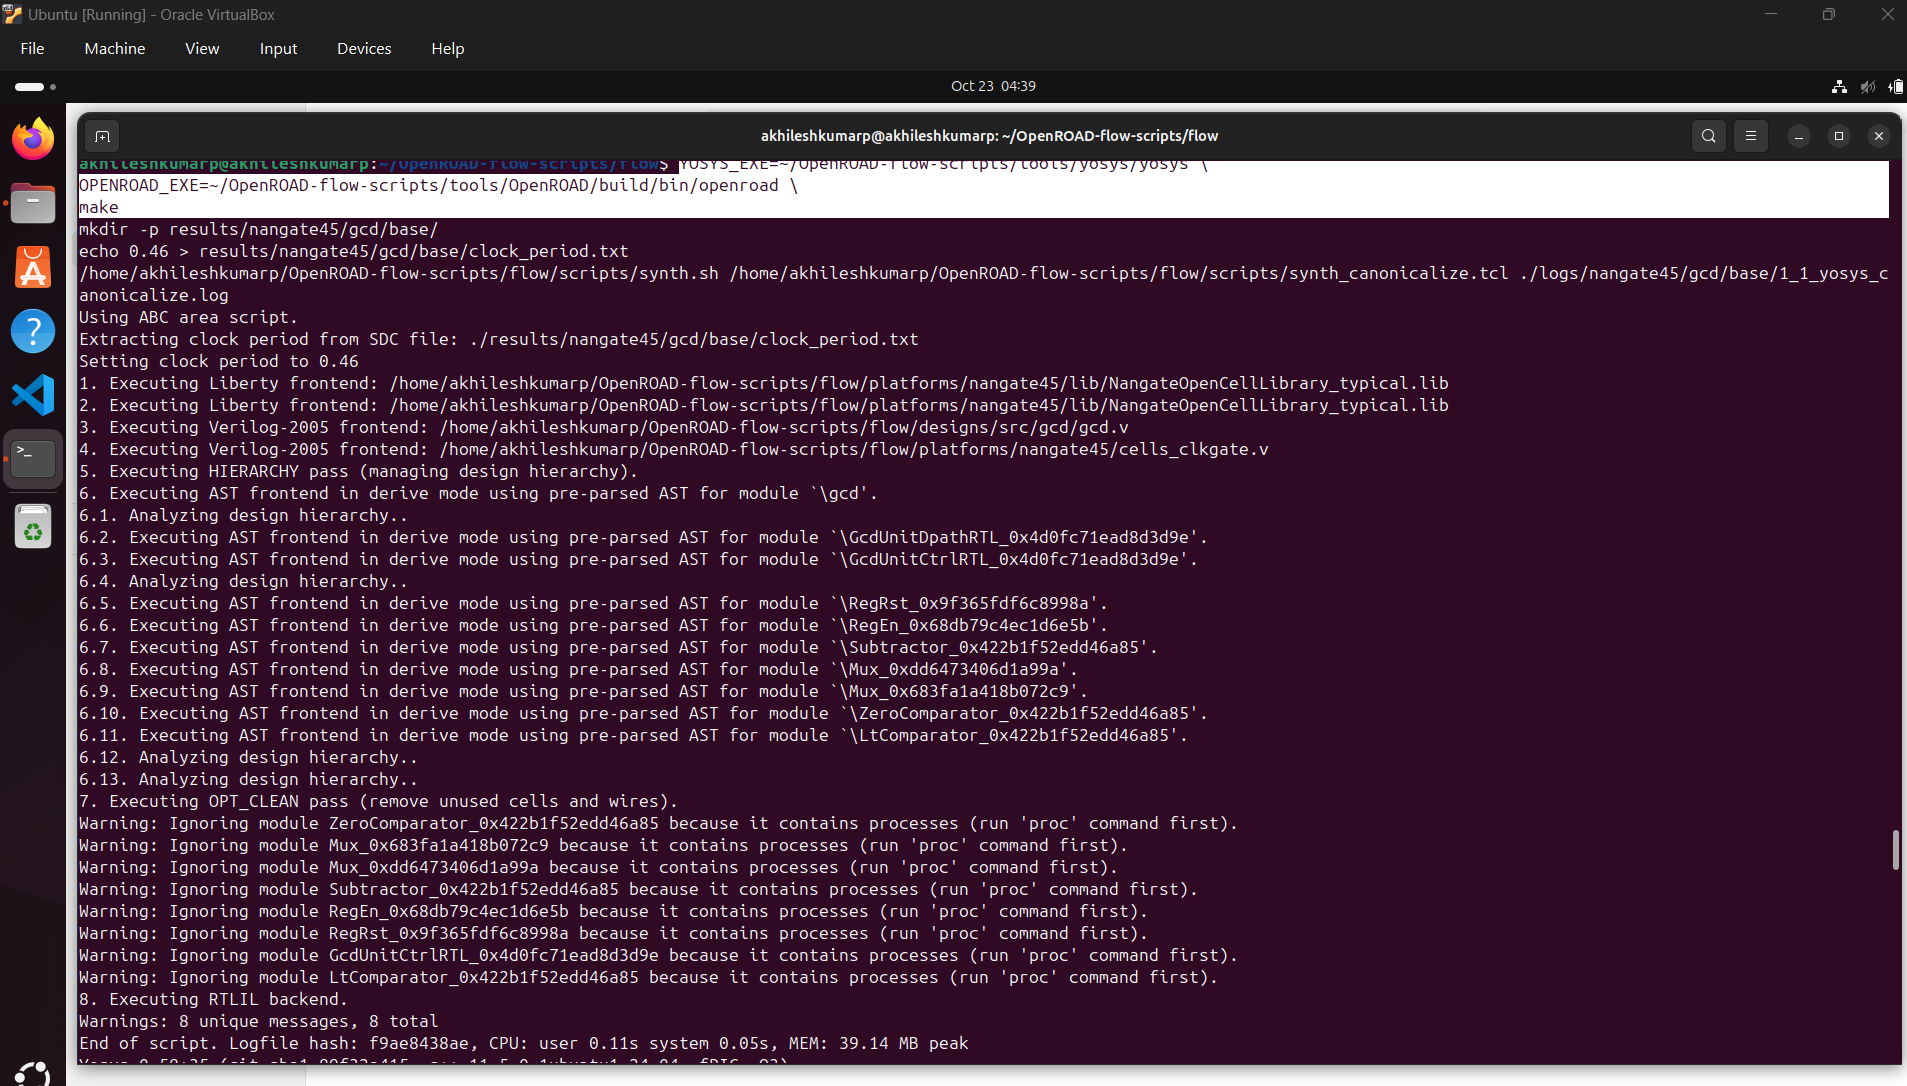 Ubuntu [Running] - Oracle VirtualBox
File Machine View Input Devices Help
Oct 23 04:39
akhileshkumarp@akhileshkumarp: ~/OpenROAD-flow-scripts/flow
akhileshkumarp@akhileshkumarp:~/OpenROAD-flow-scripts/flow$ YOSYS_EXE=~/OpenROAD-flow-scripts/tools/yosys/yosys \
OPENROAD_EXE=~/OpenROAD-flow-scripts/tools/OpenROAD/build/bin/openroad \
make
mkdir -p results/nangate45/gcd/base/
echo 0.46 > results/nangate45/gcd/base/clock_period.txt
/home/akhileshkumarp/OpenROAD-flow-scripts/flow/scripts/synth.sh /home/akhileshkumarp/OpenROAD-flow-scripts/flow/scripts/synth_canonicalize.tcl ./logs/nangate45/gcd/base/1_1_yosys_c
anonicalize.log
Using ABC area script.
Extracting clock period from SDC file: ./results/nangate45/gcd/base/clock_period.txt
Setting clock period to 0.46
1. Executing Liberty frontend: /home/akhileshkumarp/OpenROAD-flow-scripts/flow/platforms/nangate45/lib/NangateOpenCellLibrary_typical.lib
2. Executing Liberty frontend: /home/akhileshkumarp/OpenROAD-flow-scripts/flow/platforms/nangate45/lib/NangateOpenCellLibrary_typical.lib
3. Executing Verilog-2005 frontend: /home/akhileshkumarp/OpenROAD-flow-scripts/flow/designs/src/gcd/gcd.v
4. Executing Verilog-2005 frontend: /home/akhileshkumarp/OpenROAD-flow-scripts/flow/platforms/nangate45/cells_clkgate.v
5. Executing HIERARCHY pass (managing design hierarchy).
6. Executing AST frontend in derive mode using pre-parsed AST for module `\gcd'.
6.1. Analyzing design hierarchy..
6.2. Executing AST frontend in derive mode using pre-parsed AST for module `\GcdUnitDpathRTL_0x4d0fc71ead8d3d9e'.
6.3. Executing AST frontend in derive mode using pre-parsed AST for module `\GcdUnitCtrlRTL_0x4d0fc71ead8d3d9e'.
6.4. Analyzing design hierarchy..
6.5. Executing AST frontend in derive mode using pre-parsed AST for module `\RegRst_0x9f365fdf6c8998a'.
6.6. Executing AST frontend in derive mode using pre-parsed AST for module `\RegEn_0x68db79c4ec1d6e5b'.
6.7. Executing AST frontend in derive mode using pre-parsed AST for module `\Subtractor_0x422b1f52edd46a85'.
6.8. Executing AST frontend in derive mode using pre-parsed AST for module `\Mux_0xdd6473406d1a99a'.
6.9. Executing AST frontend in derive mode using pre-parsed AST for module `\Mux_0x683fa1a418b072c9'.
6.10. Executing AST frontend in derive mode using pre-parsed AST for module `\ZeroComparator_0x422b1f52edd46a85'.
6.11. Executing AST frontend in derive mode using pre-parsed AST for module `\LtComparator_0x422b1f52edd46a85'.
6.12. Analyzing design hierarchy..
6.13. Analyzing design hierarchy..
7. Executing OPT_CLEAN pass (remove unused cells and wires).
Warning: Ignoring module ZeroComparator_0x422b1f52edd46a85 because it contains processes (run 'proc' command first).
Warning: Ignoring module Mux_0x683fa1a418b072c9 because it contains processes (run 'proc' command first).
Warning: Ignoring module Mux_0xdd6473406d1a99a because it contains processes (run 'proc' command first).
Warning: Ignoring module Subtractor_0x422b1f52edd46a85 because it contains processes (run 'proc' command first).
Warning: Ignoring module RegEn_0x68db79c4ec1d6e5b because it contains processes (run 'proc' command first).
Warning: Ignoring module RegRst_0x9f365fdf6c8998a because it contains processes (run 'proc' command first).
Warning: Ignoring module GcdUnitCtrlRTL_0x4d0fc71ead8d3d9e because it contains processes (run 'proc' command first).
Warning: Ignoring module LtComparator_0x422b1f52edd46a85 because it contains processes (run 'proc' command first).
8. Executing RTLIL backend.
Warnings: 8 unique messages, 8 total
End of script. Logfile hash: f9ae8438ae, CPU: user 0.11s system 0.05s, MEM: 39.14 MB peak